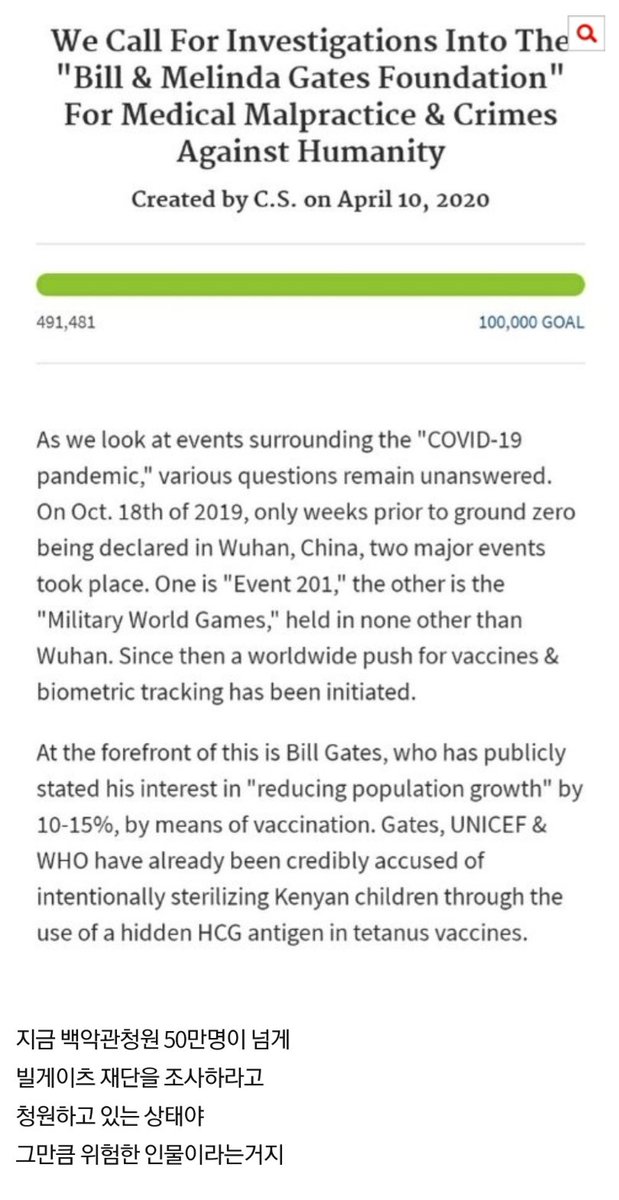 We Call For Investigations Into The
"Bill & Melinda Gates Foundation"
For Medical Malpractice & Crimes
Against Humanity
Created by C.S. on April 10, 2020
491,481
100,000 GOAL
As we look at events surrounding the "COVID-19
pandemic," various questions remain unanswered.
On Oct. 18th of 2019, only weeks prior to ground zero
being declared in Wuhan, China, two major events
took place. One is "Event 201," the other is the
"Military World Games," held in none other than
Wuhan. Since then a worldwide push for vaccines &
biometric tracking has been initiated.
At the forefront of this is Bill Gates, who has publicly
stated his interest in "reducing population growth" by
10-15%, by means of vaccination. Gates, UNICEF &
WHO have already been credibly accused of
intentionally sterilizing Kenyan children through the
use of a hidden HCG antigen in tetanus vaccines.
지금 백악관청원 50만명이 넘게
빌게이츠 재단을 조사하라고
청원하고 있는 상태야
그만큼 위험한 인물이라는거지